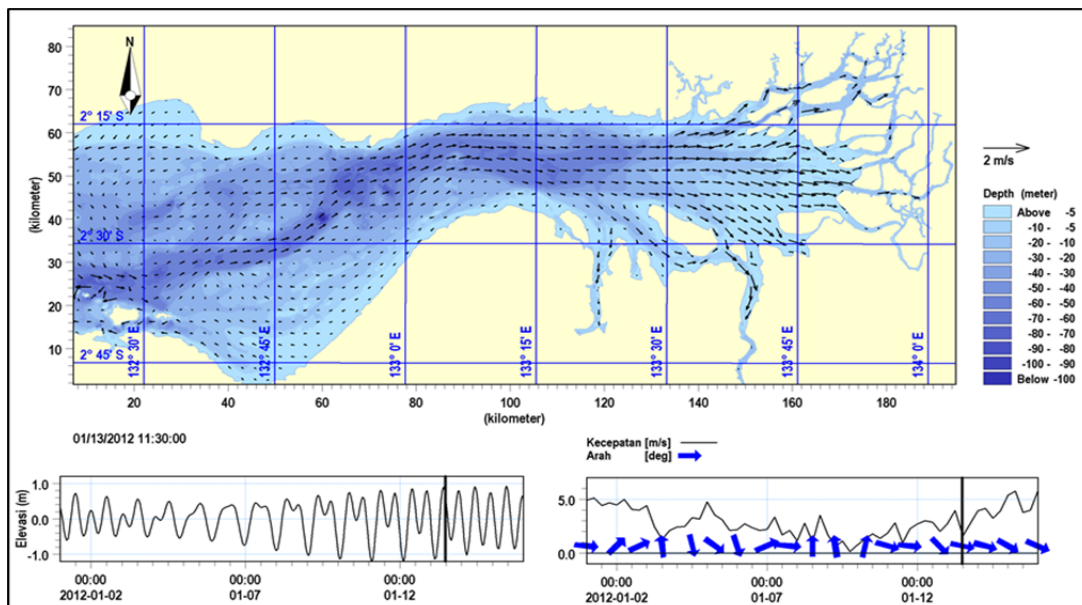 N
80
70
60
50
40
30
20
10
(kilometer)
2° 15' S
2° 30' S
2° 45' S
132° 30' E
132° 45' E
133° 0' E
133° 15' E
133° 30' E
133° 45' E
134° 0' E
20 40 60 80 100 120 140 160 180
(kilometer)
2 m/s
Depth (meter)
Above -5
-10 - -5
-20 - -10
-30 - -20
-40 - -30
-50 - -40
-60 - -50
-70 - -60
-80 - -70
-90 - -80
-100 - -90
Below -100
01/13/2012 11:30:00
Elevasi (m)
1.0
0.0
-1.0
00:00 00:00 00:00
2012-01-02 01-07 01-12
Kecepatan [m/s]
Arah [deg]
5.0
0.0
00:00 00:00 00:00
2012-01-02 01-07 01-12